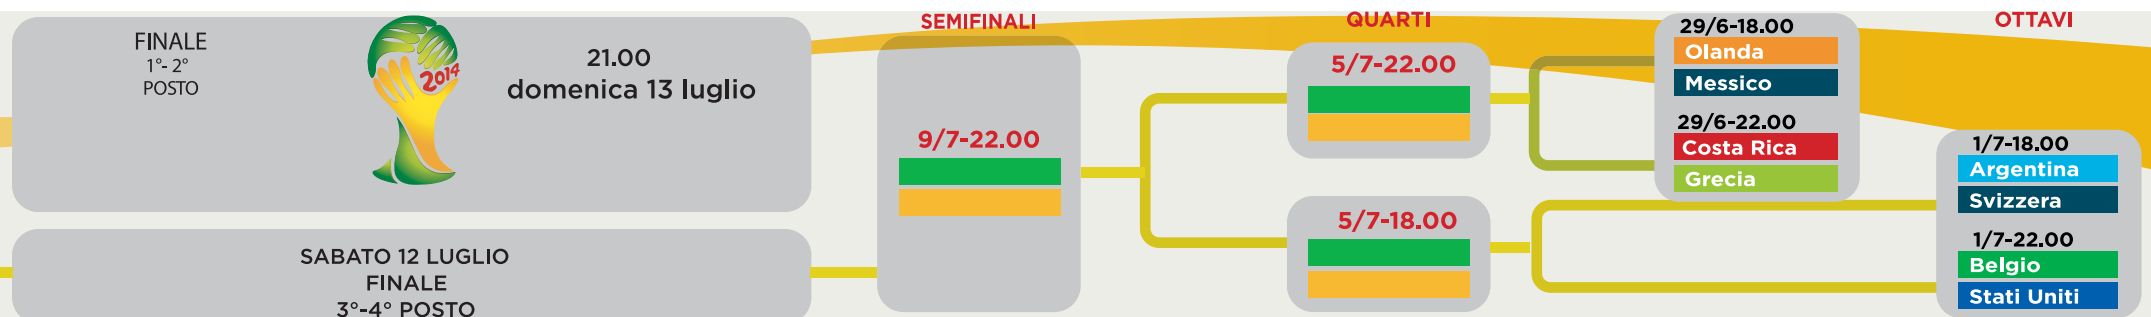 FINALE
1°- 2°
POSTO
2014
21.00
domenica 13 luglio
SABATO 12 LUGLIO
FINALE
3°-4° POSTO
SEMIFINALI
9/7-22.00
QUARTI
5/7-22.00
5/7-18.00
29/6-18.00
Olanda
Messico
29/6-22.00
Costa Rica
Grecia
OTTAVI
1/7-18.00
Argentina
Svizzera
1/7-22.00
Belgio
Stati Uniti